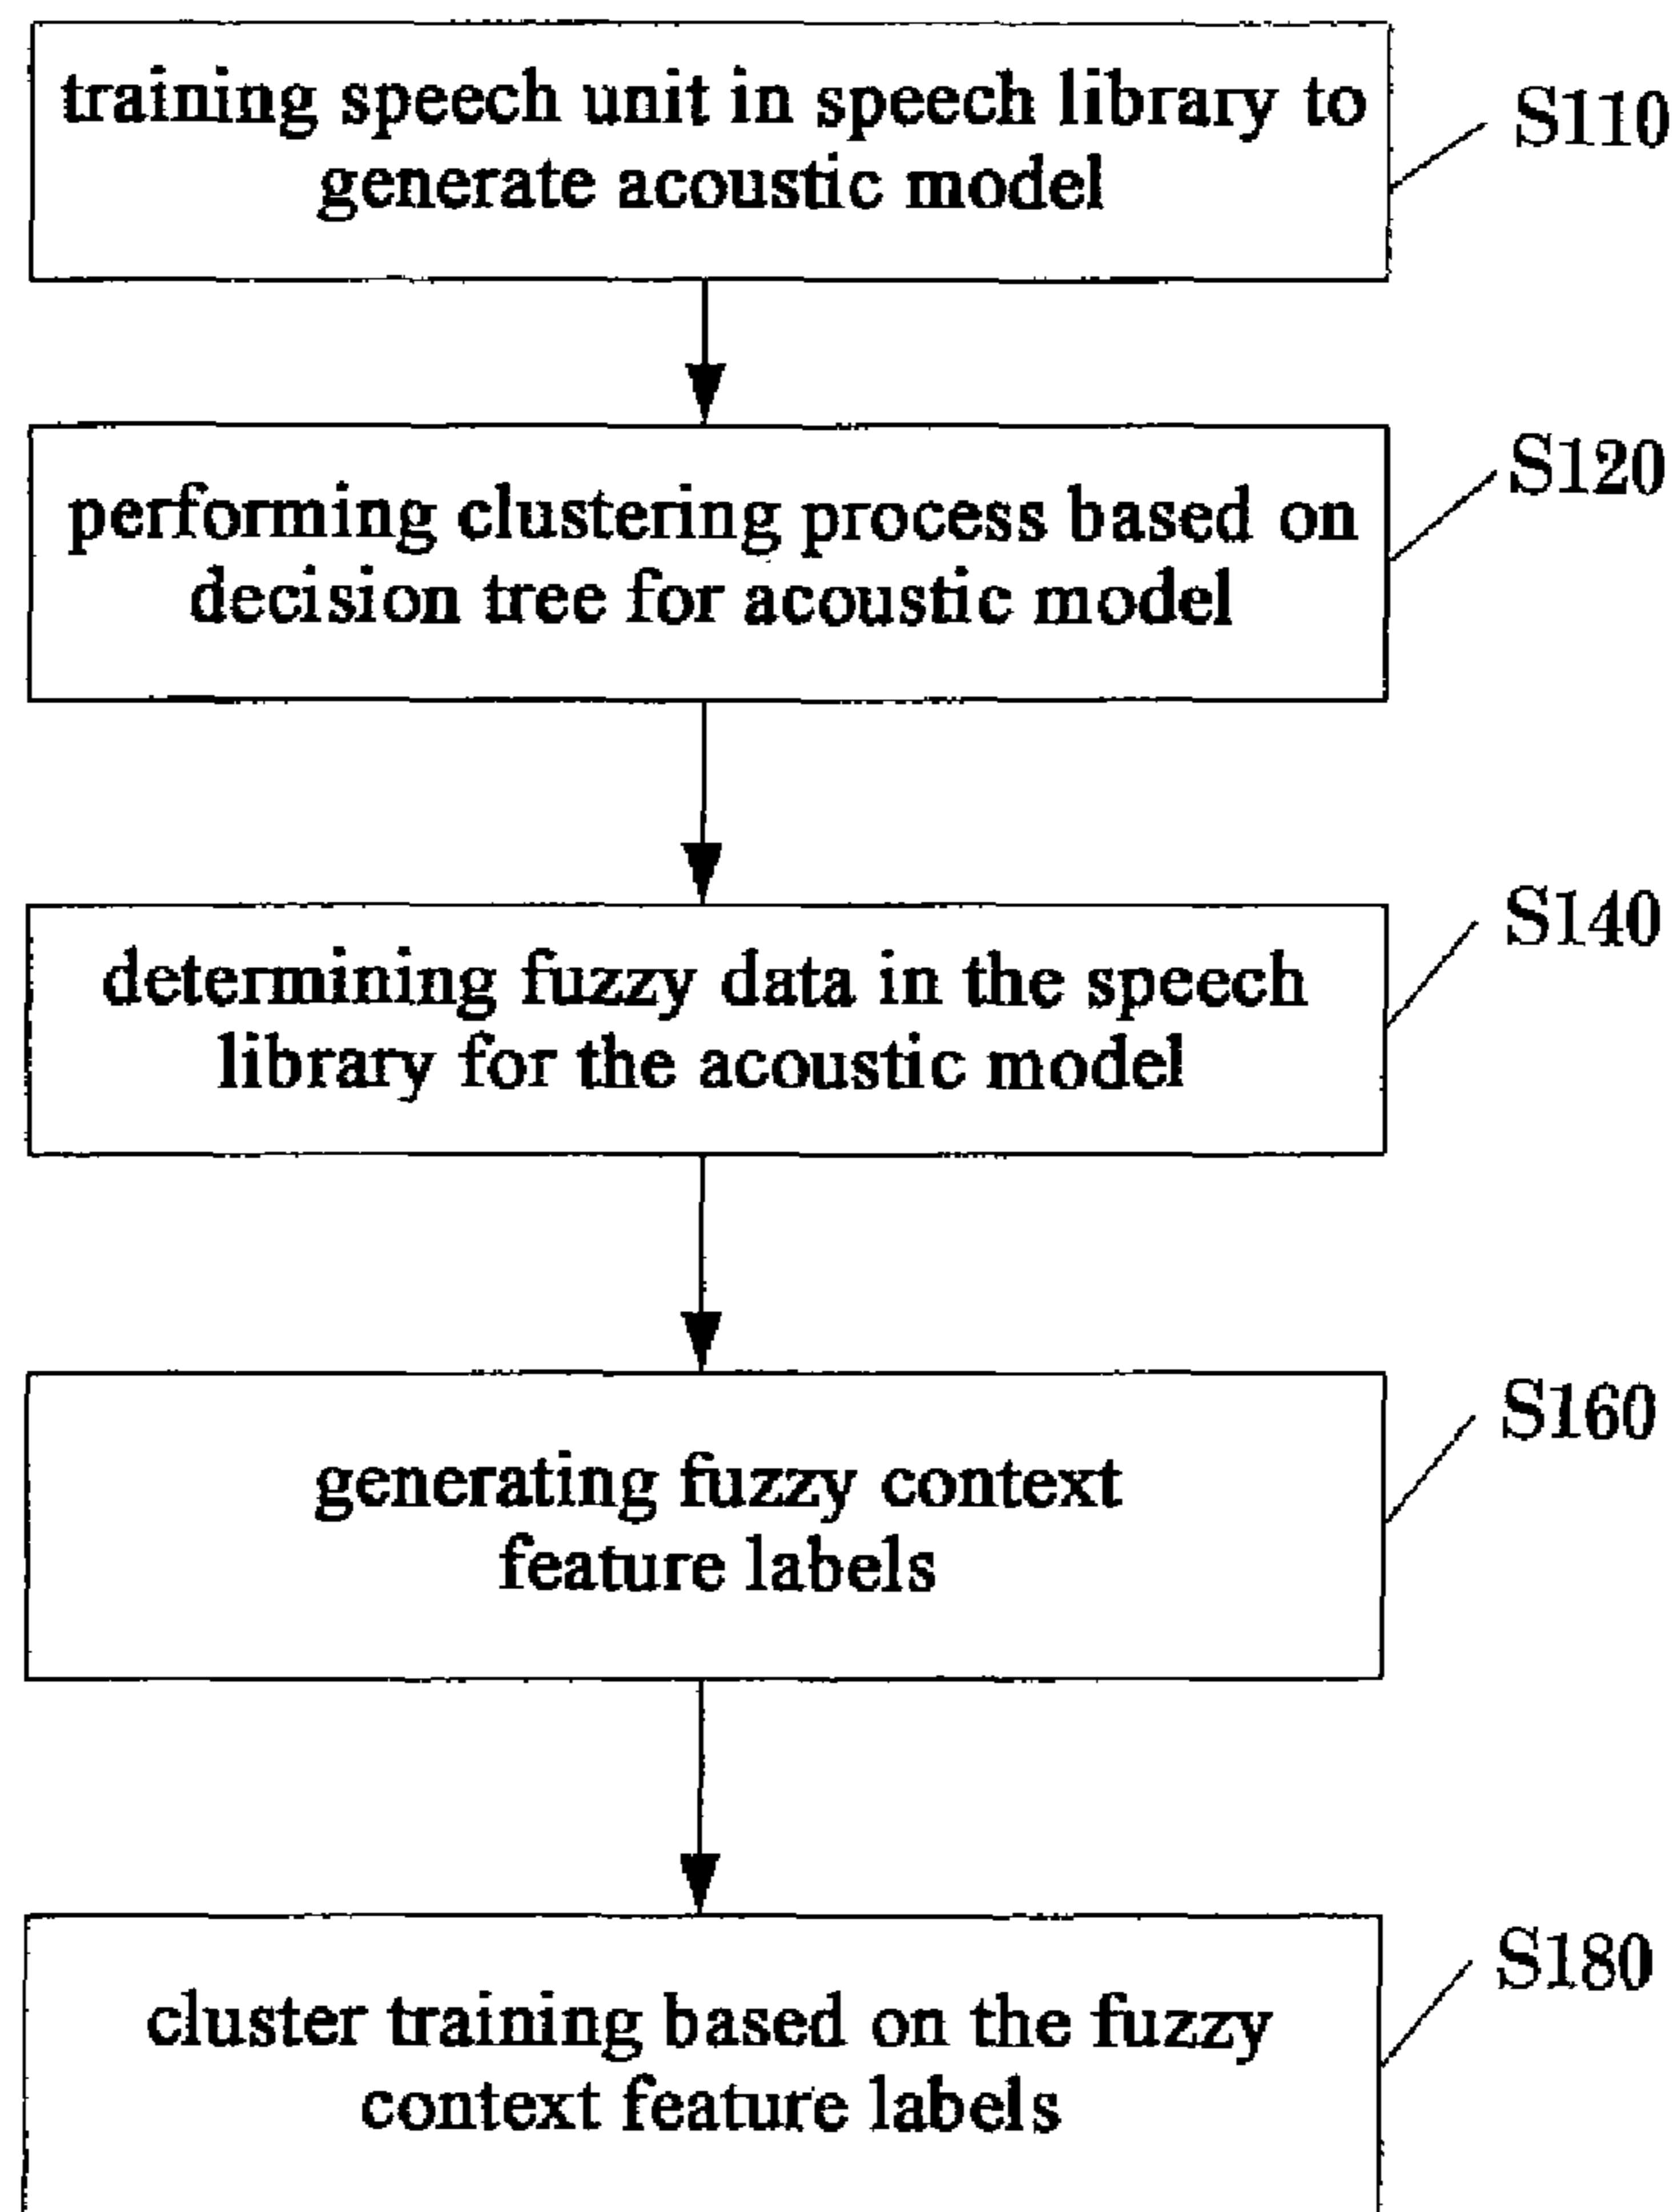 training speech unit in speech library to
generate acoustic model
S110
performing clustering process based on
decision tree for acoustic model
S120
determining fuzzy data in the speech
library for the acoustic model
S140
generating fuzzy context
feature labels
S160
cluster training based on the fuzzy
context feature labels
S180